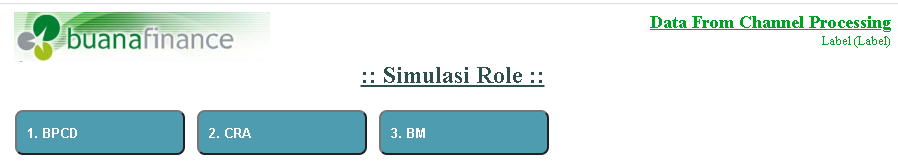 buanafinance
Data From Channel Processing
Label (Label)
:: Simulasi Role ::
1. BPCD
2. CRA
3. BM